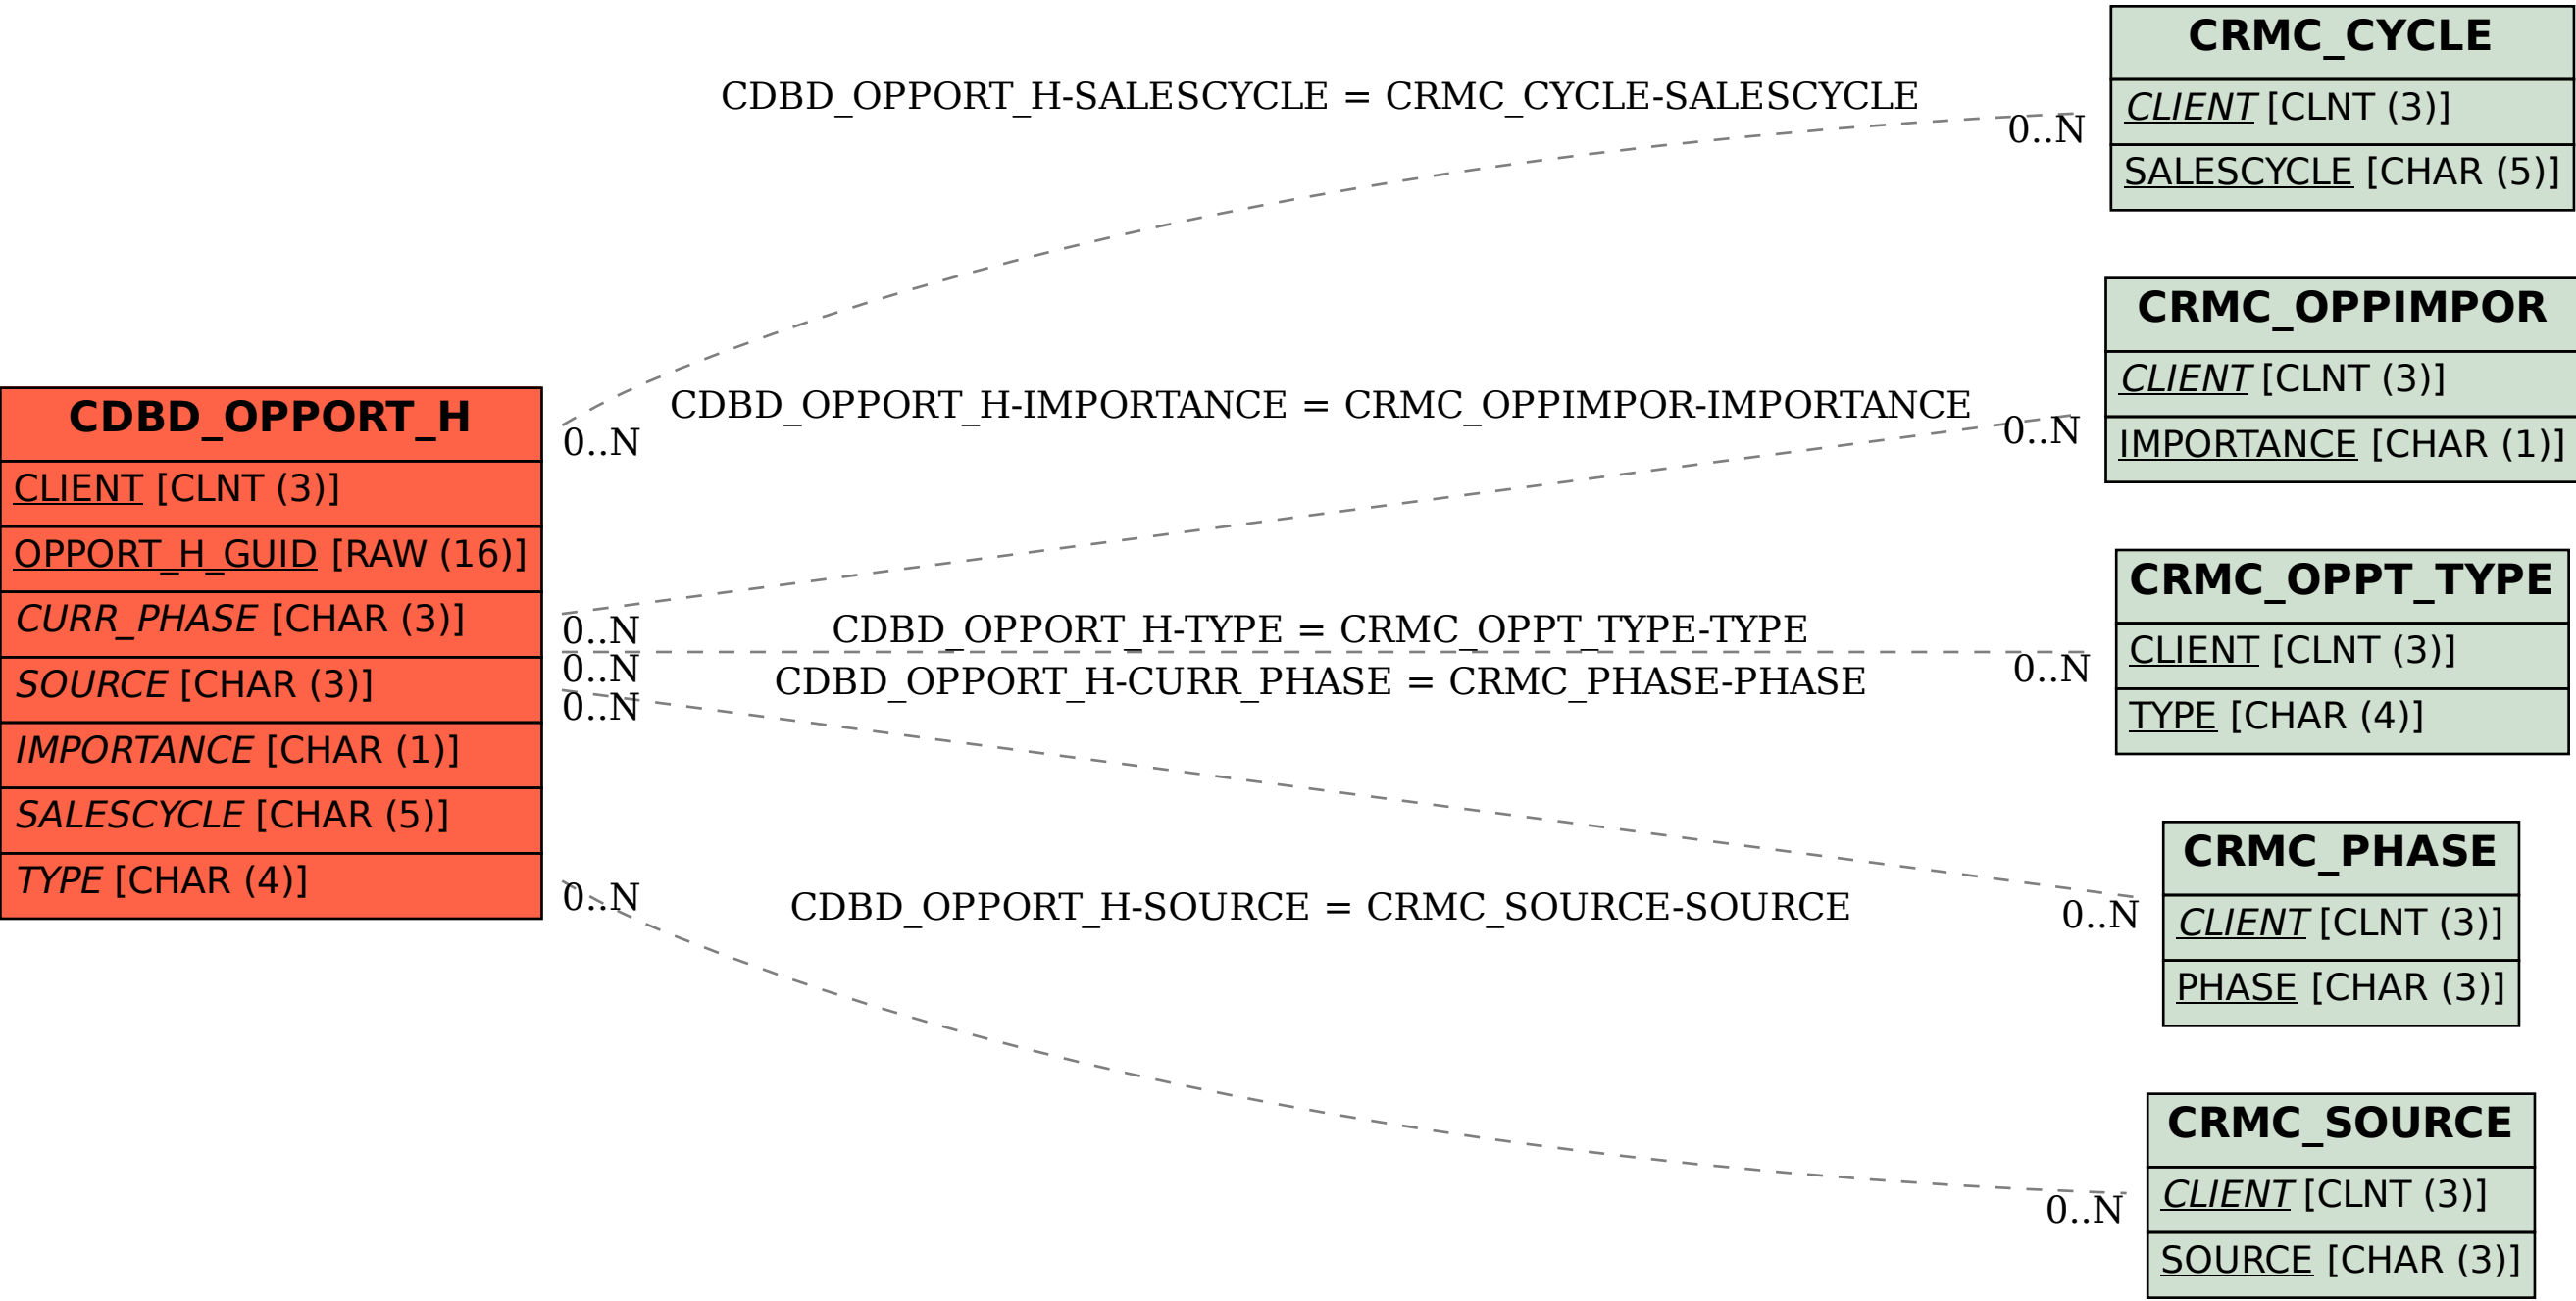 CDBD_OPPORT_H
CLIENT [CLNT (3)]
OPPORT_H_GUID [RAW (16)]
CURR_PHASE [CHAR (3)]
SOURCE [CHAR (3)]
IMPORTANCE [CHAR (1)]
SALESCYCLE [CHAR (5)]
TYPE [CHAR (4)]
CDBD_OPPORT_H-SALESCYCLE = CRMC_CYCLE-SALESCYCLE
0..N
0..N
CDBD_OPPORT_H-IMPORTANCE = CRMC_OPPIMPOR-IMPORTANCE
0..N
0..N
CDBD_OPPORT_H-TYPE = CRMC_OPPT_TYPE-TYPE
0..N
0..N
CDBD_OPPORT_H-CURR_PHASE = CRMC_PHASE-PHASE
0..N
0..N
CDBD_OPPORT_H-SOURCE = CRMC_SOURCE-SOURCE
0..N
0..N
CRMC_CYCLE
CLIENT [CLNT (3)]
SALESCYCLE [CHAR (5)]
CRMC_OPPIMPOR
CLIENT [CLNT (3)]
IMPORTANCE [CHAR (1)]
CRMC_OPPT_TYPE
CLIENT [CLNT (3)]
TYPE [CHAR (4)]
CRMC_PHASE
CLIENT [CLNT (3)]
PHASE [CHAR (3)]
CRMC_SOURCE
CLIENT [CLNT (3)]
SOURCE [CHAR (3)]